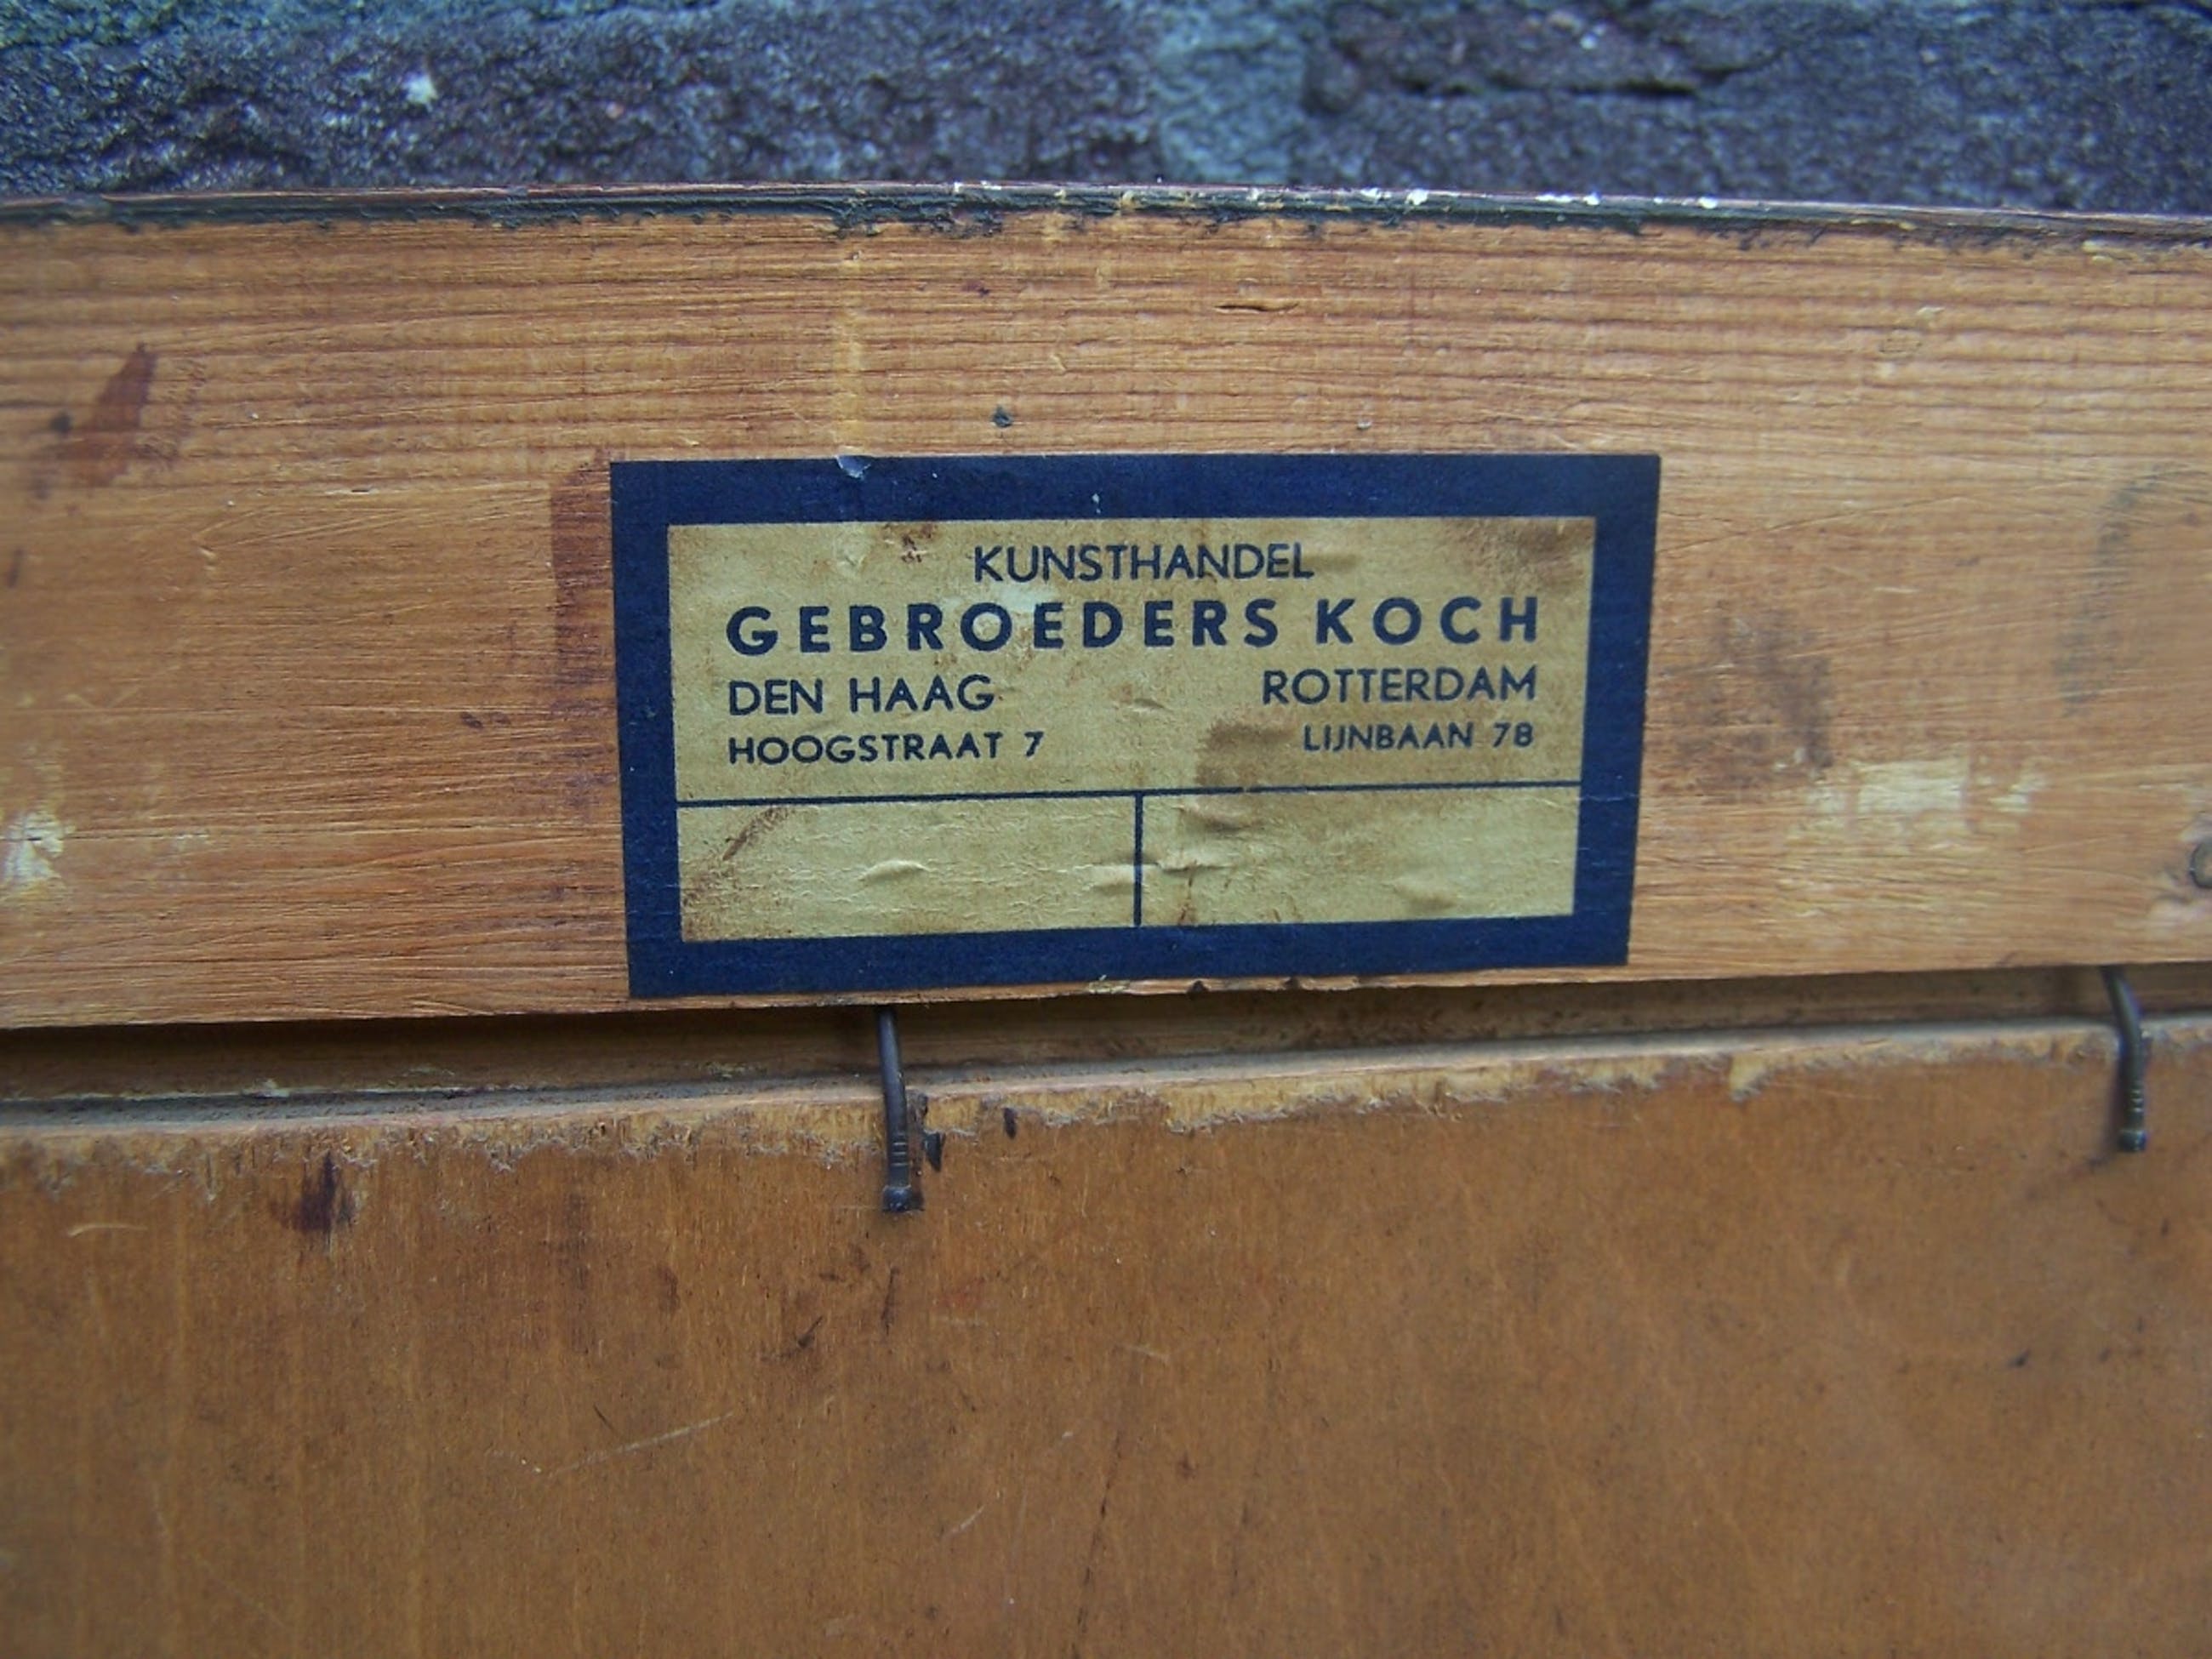 KUNSTHANDEL
GEBROEDERS KOCH
DEN HAAG ROTTERDAM
HOOGSTRAAT 7 LIJNBAAN 78